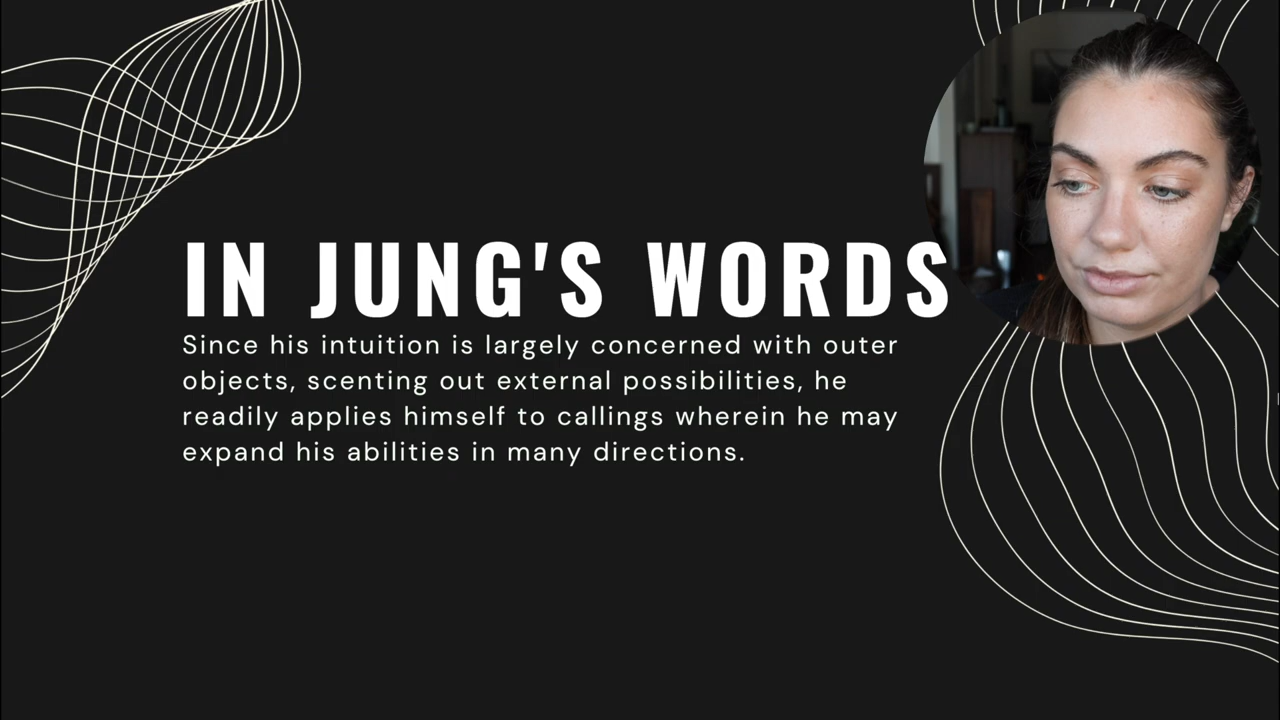 IN JUNG'S WORDS
Since his intuition is largely concerned with outer
objects, scenting out external possibilities, he
readily applies himself to callings wherein he may
expand his abilities in many directions.